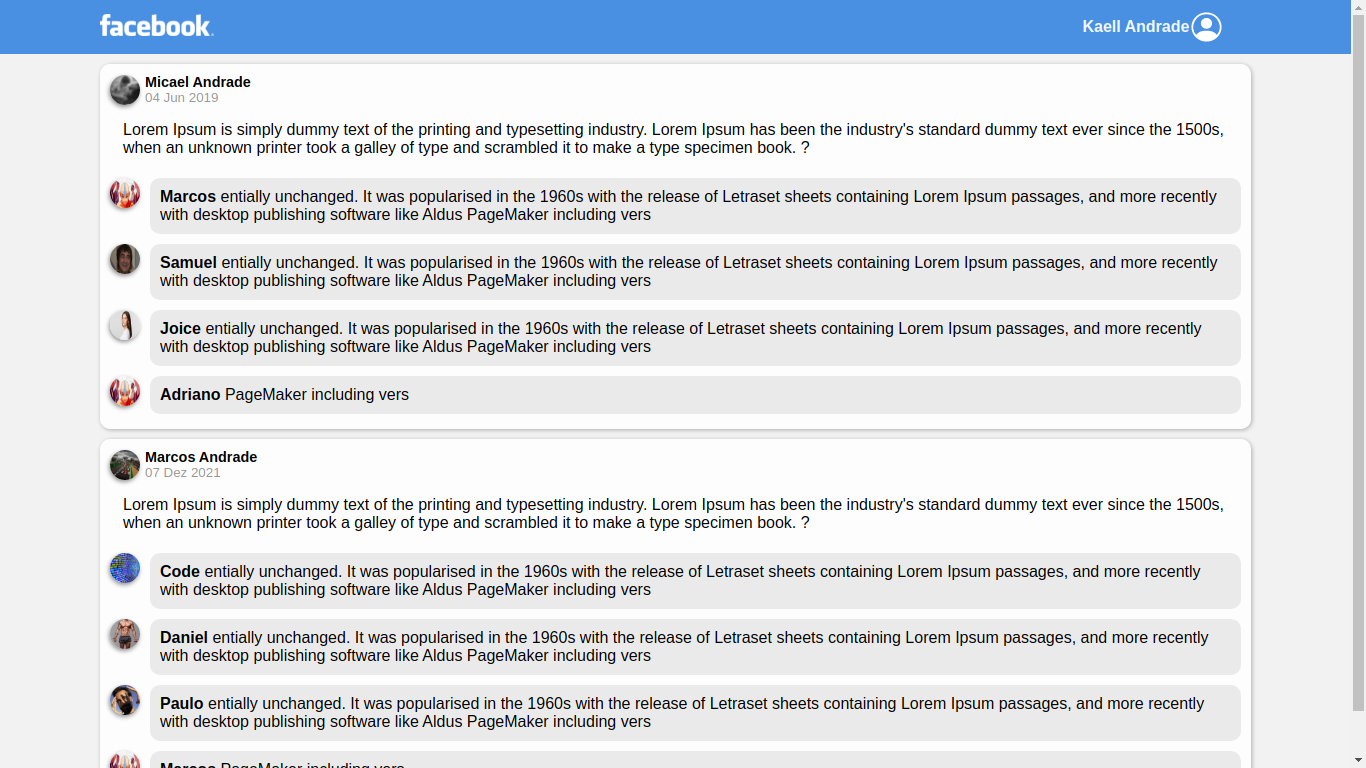 facebook.
Kaell Andrade
Micael Andrade
04 Jun 2019
Lorem Ipsum is simply dummy text of the printing and typesetting industry. Lorem Ipsum has been the industry's standard dummy text ever since the 1500s,
when an unknown printer took a galley of type and scrambled it to make a type specimen book. ?
Marcos entially unchanged. It was popularised in the 1960s with the release of Letraset sheets containing Lorem Ipsum passages, and more recently
with desktop publishing software like Aldus PageMaker including vers
Samuel entially unchanged. It was popularised in the 1960s with the release of Letraset sheets containing Lorem Ipsum passages, and more recently
with desktop publishing software like Aldus PageMaker including vers
Joice entially unchanged. It was popularised in the 1960s with the release of Letraset sheets containing Lorem Ipsum passages, and more recently
with desktop publishing software like Aldus PageMaker including vers
Adriano PageMaker including vers
Marcos Andrade
07 Dez 2021
Lorem Ipsum is simply dummy text of the printing and typesetting industry. Lorem Ipsum has been the industry's standard dummy text ever since the 1500s,
when an unknown printer took a galley of type and scrambled it to make a type specimen book. ?
Code entially unchanged. It was popularised in the 1960s with the release of Letraset sheets containing Lorem Ipsum passages, and more recently
with desktop publishing software like Aldus PageMaker including vers
Daniel entially unchanged. It was popularised in the 1960s with the release of Letraset sheets containing Lorem Ipsum passages, and more recently
with desktop publishing software like Aldus PageMaker including vers
Paulo entially unchanged. It was popularised in the 1960s with the release of Letraset sheets containing Lorem Ipsum passages, and more recently
with desktop publishing software like Aldus PageMaker including vers
Marcos PageMaker including vers